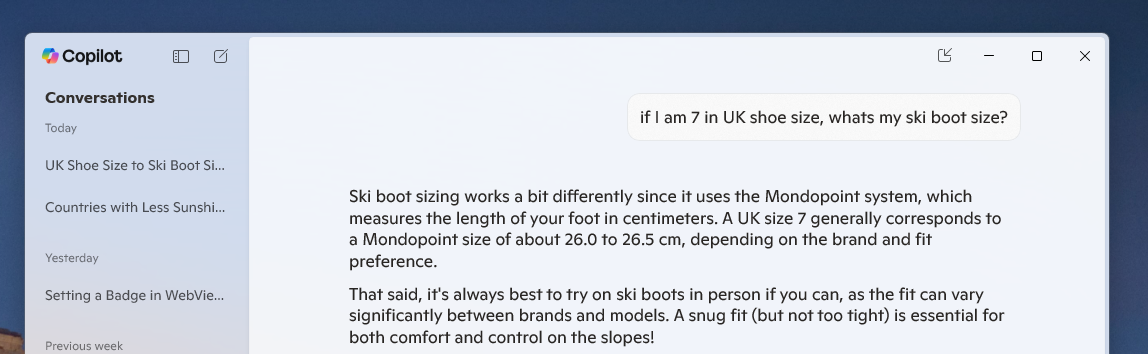 Copilot
Conversations
Today
UK Shoe Size to Ski Boot Si...
Countries with Less Sunshi...
Yesterday
Setting a Badge in WebVie...
Previous week
if I am 7 in UK shoe size, whats my ski boot size?
Ski boot sizing works a bit differently since it uses the Mondopoint system, which
measures the length of your foot in centimeters. A UK size 7 generally corresponds to
a Mondopoint size of about 26.0 to 26.5 cm, depending on the brand and fit
preference.
That said, it's always best to try on ski boots in person if you can, as the fit can vary
significantly between brands and models. A snug fit (but not too tight) is essential for
both comfort and control on the slopes!